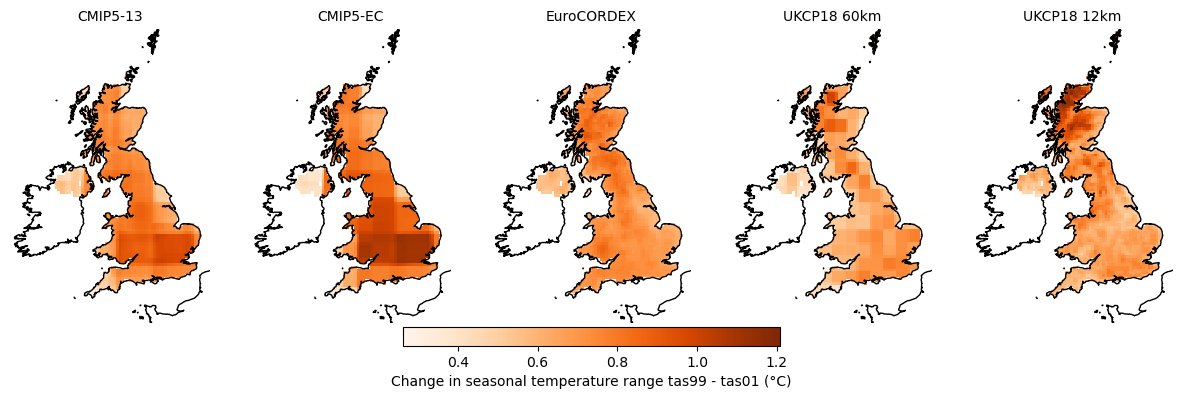 CMIP5-13 CMIP5-EC EuroCORDEX UKCP18 60km UKCP18 12km
0.4 0.6 0.8 1.0 1.2
Change in seasonal temperature range tas99 - tas01 (°C)